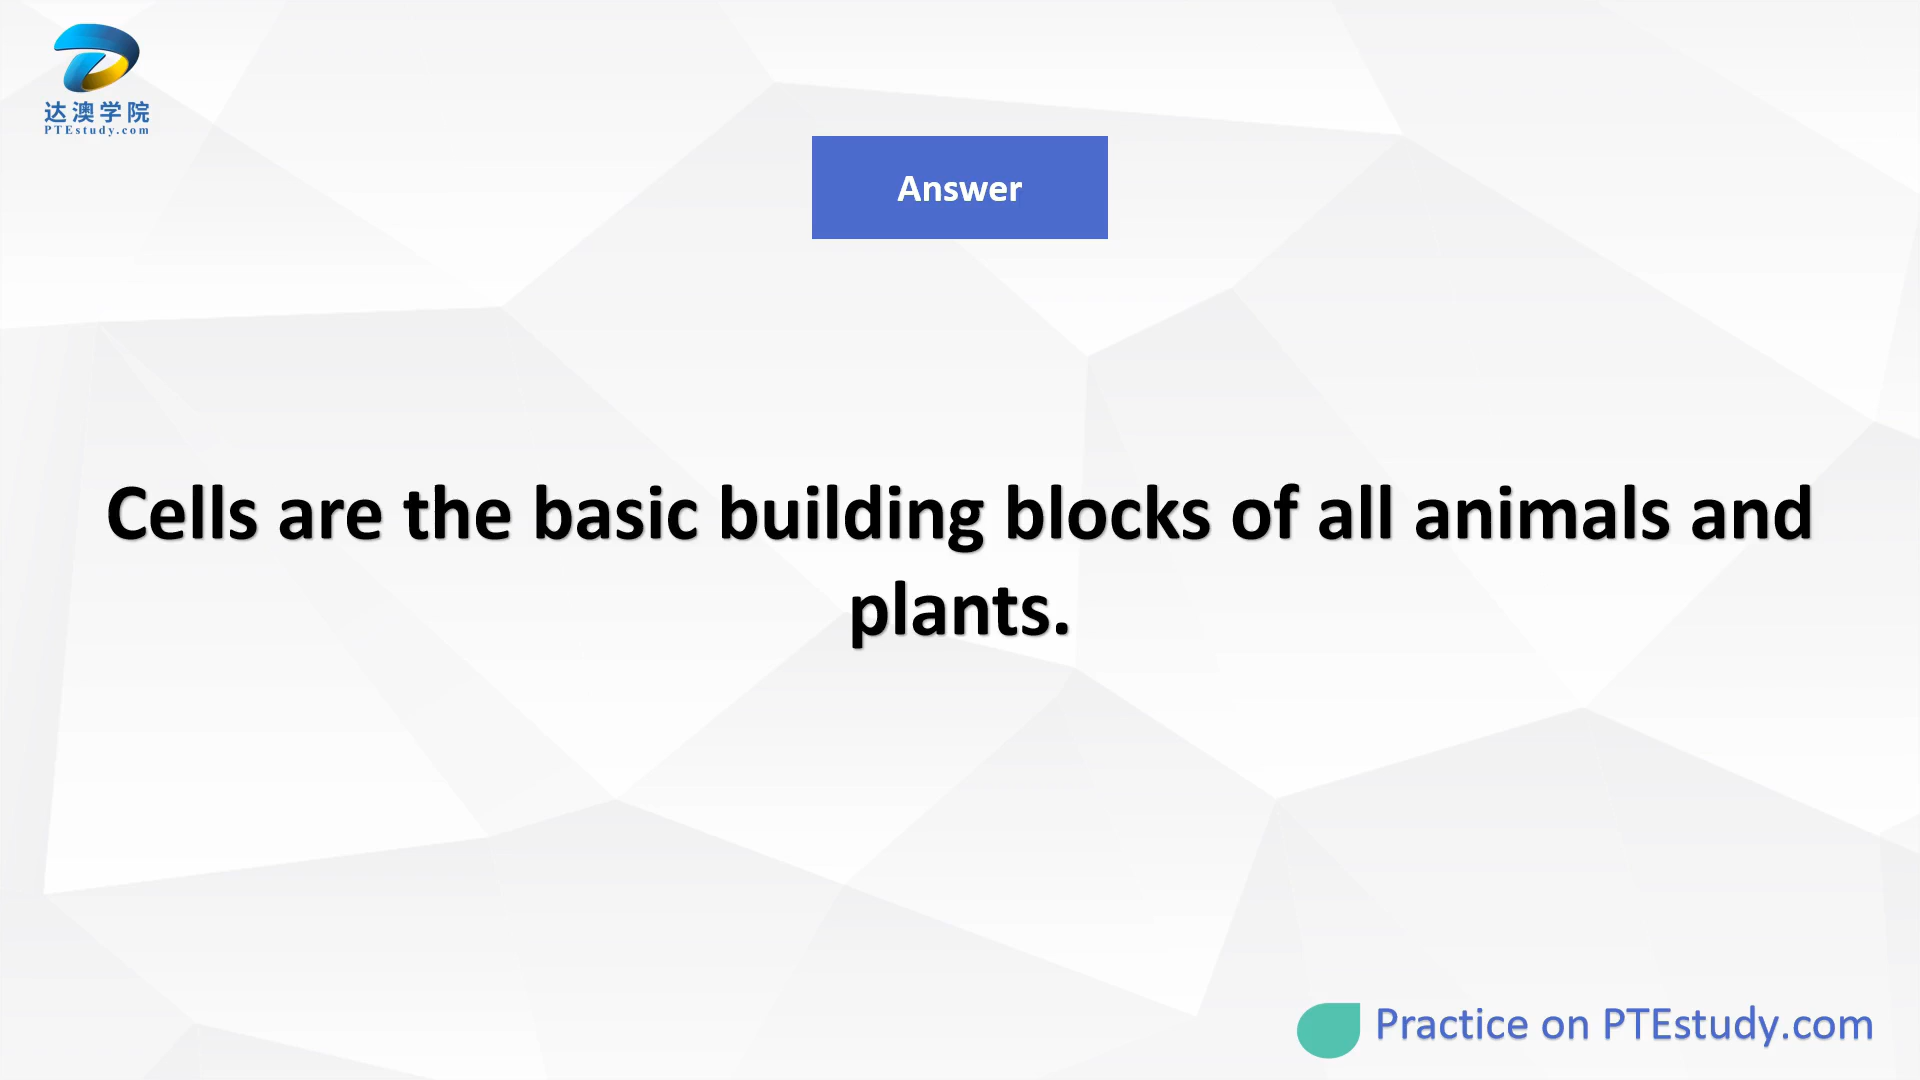 达澳学院
PTEstudy.com
Answer
Cells are the basic building blocks of all animals and
plants.
Practice on PTEstudy.com